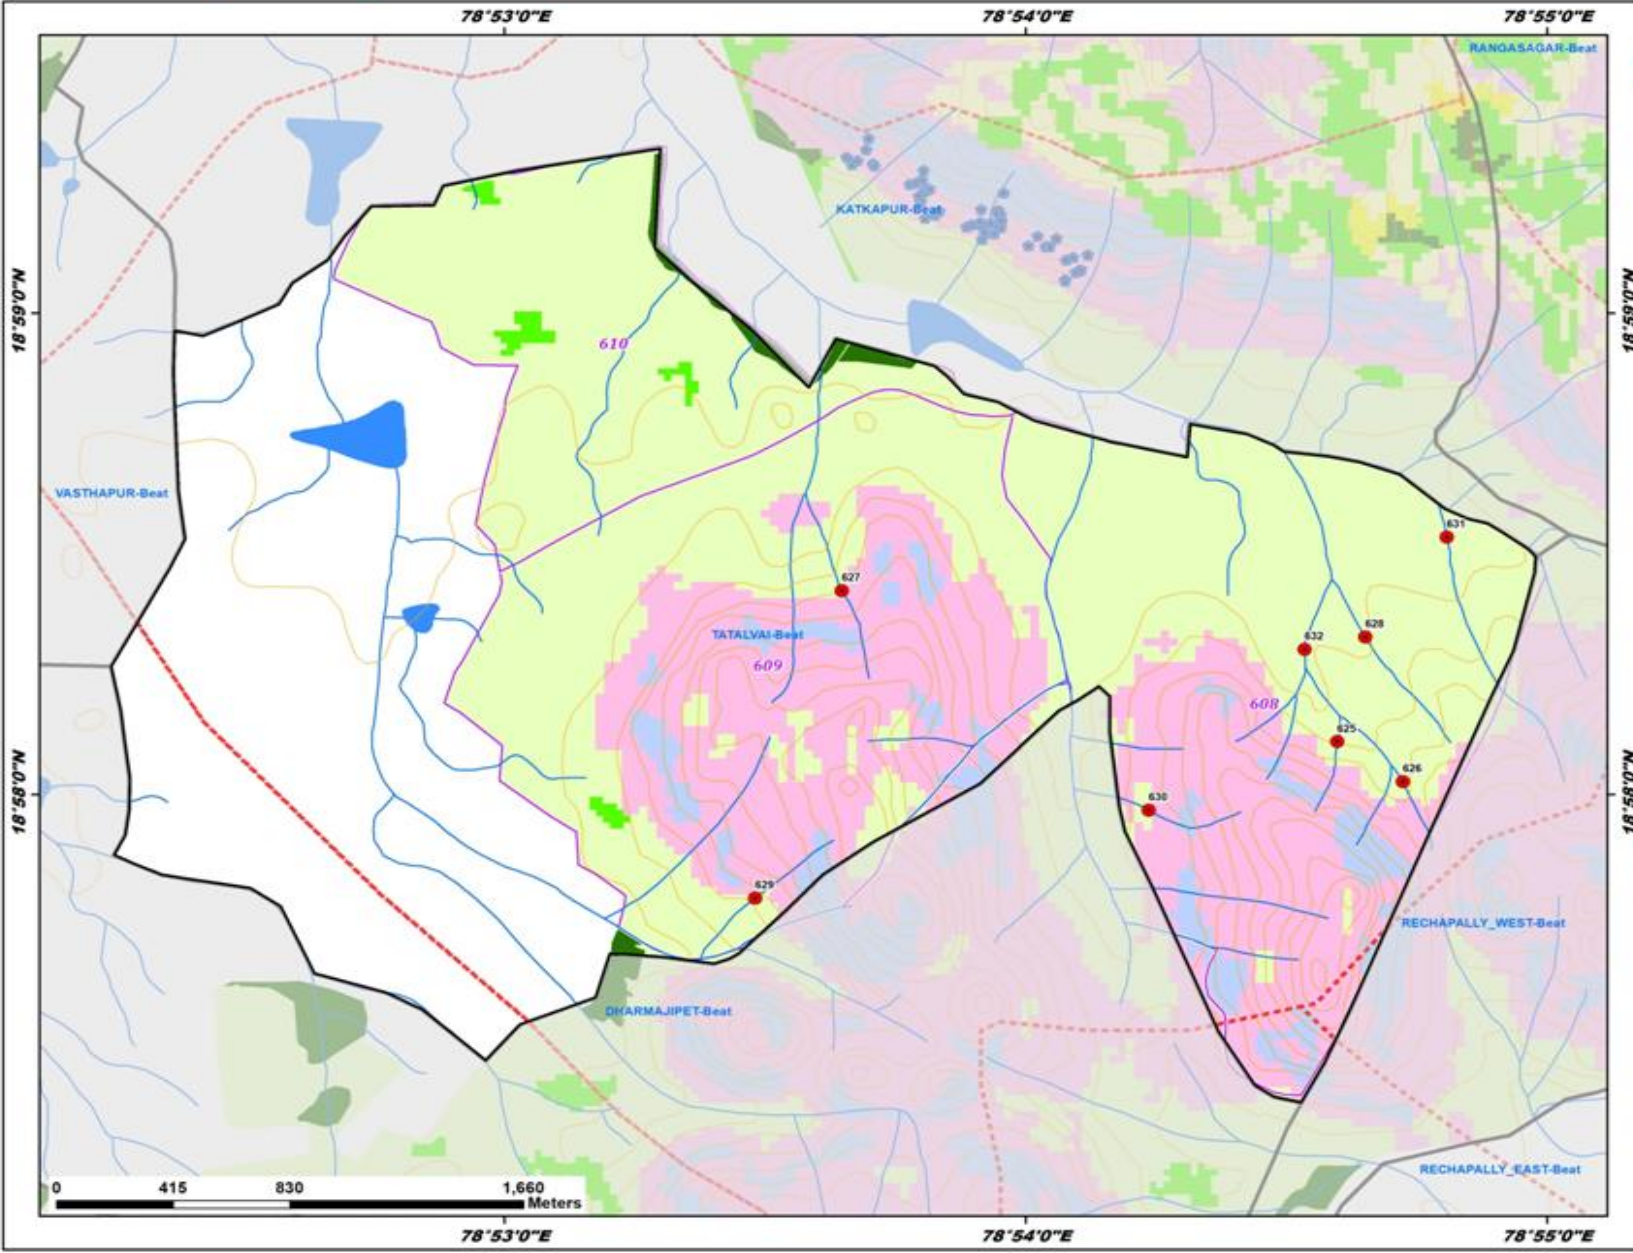 78°53'0"E 78°54'0"E 78°55'0"E
RANGASAGAR-Beat
KATKAPUR-Beat
18°59'0"N 18°59'0"N
610
VASTHAPUR-Beat
631
627
628
TATALVAI-Beat
632
609
608
625
18°58'0"N 18°58'0"N
626
630
629
RECHAPALLY_WEST-Beat
DHARMAJIPET-Beat
RECHAPALLY_EAST-Beat
0 415 830 1,660
Meters
78°53'0"E 78°54'0"E 78°55'0"E